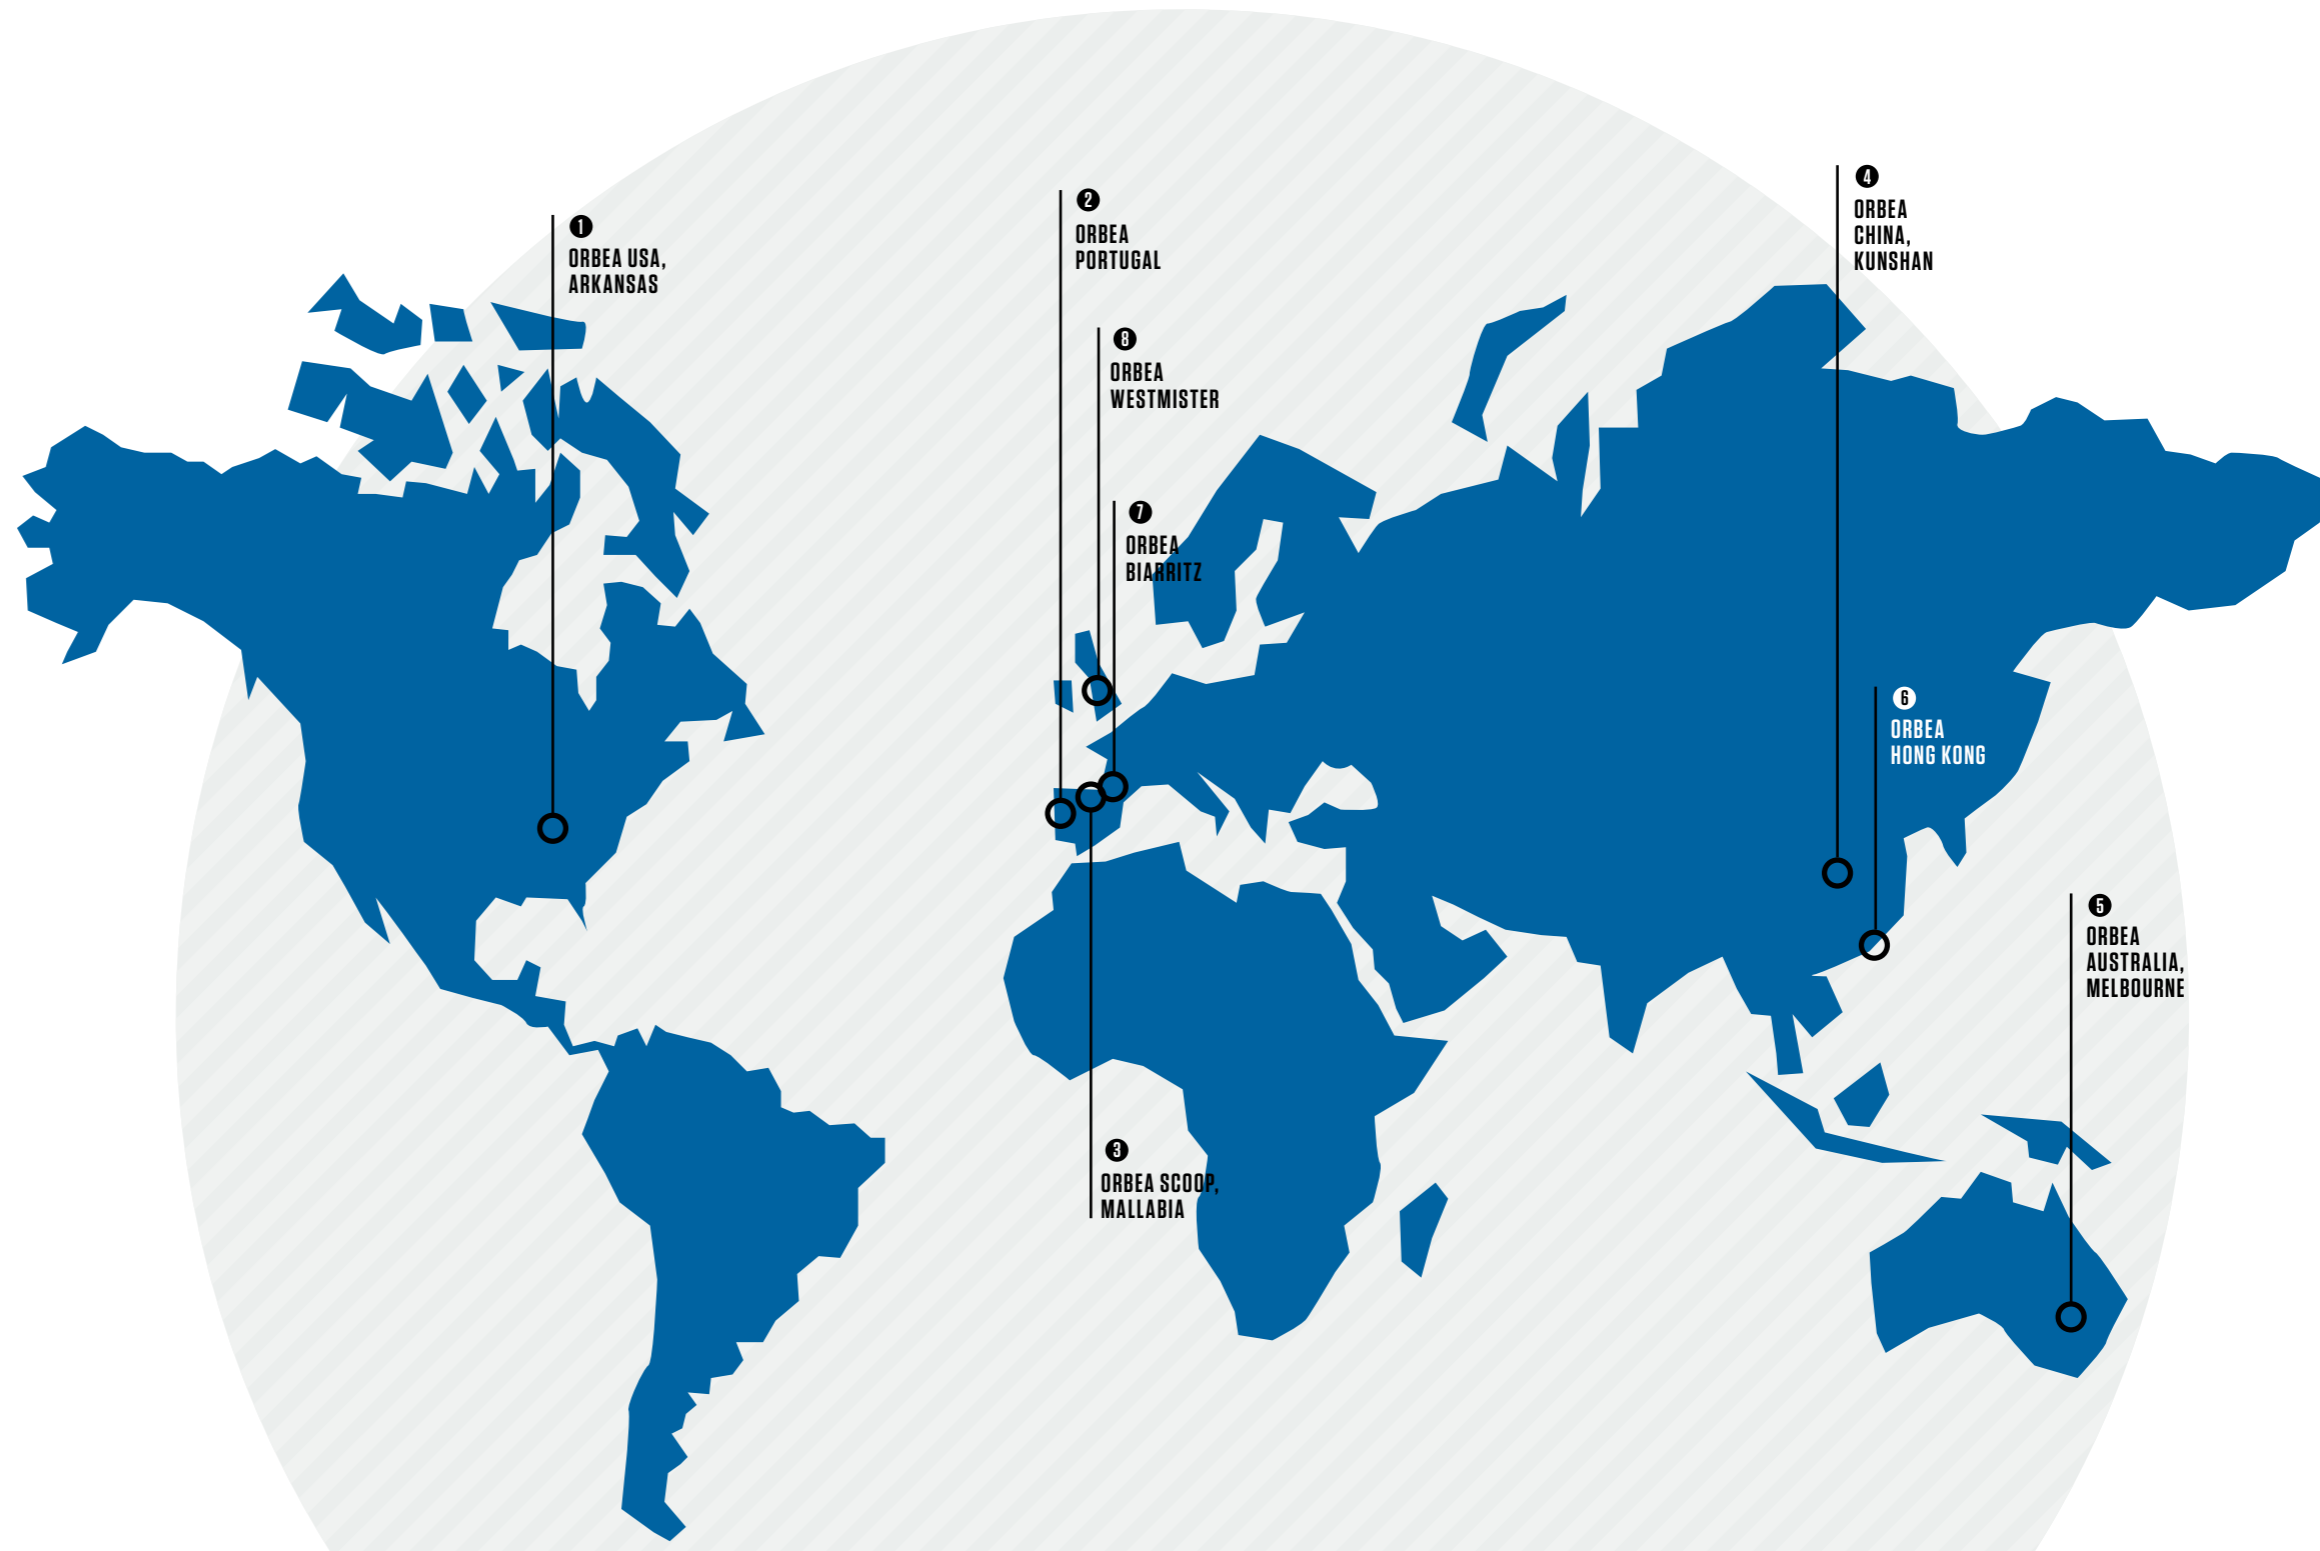 1
ORBEA USA,
ARKANSAS
2
ORBEA
PORTUGAL
8
ORBEA
WESTMISTER
7
ORBEA
BIARRITZ
4
ORBEA
CHINA,
KUNSHAN
6
ORBEA
HONG KONG
5
ORBEA
AUSTRALIA,
MELBOURNE
3
ORBEA SCOOP,
MALLABIA